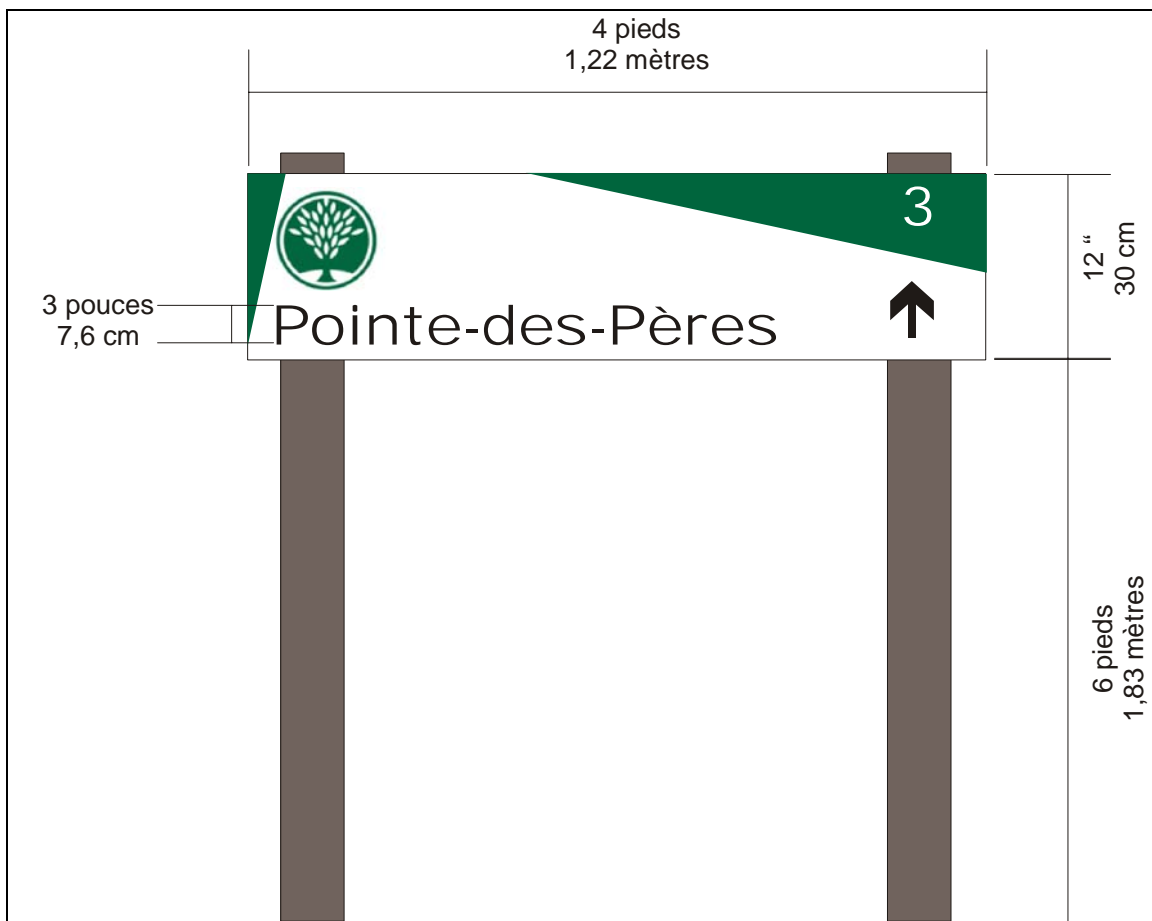 4 pieds
1,22 mètres
3
12 “
30 cm
3 pouces
7,6 cm
Pointe-des-Pères
6 pieds
1,83 mètres